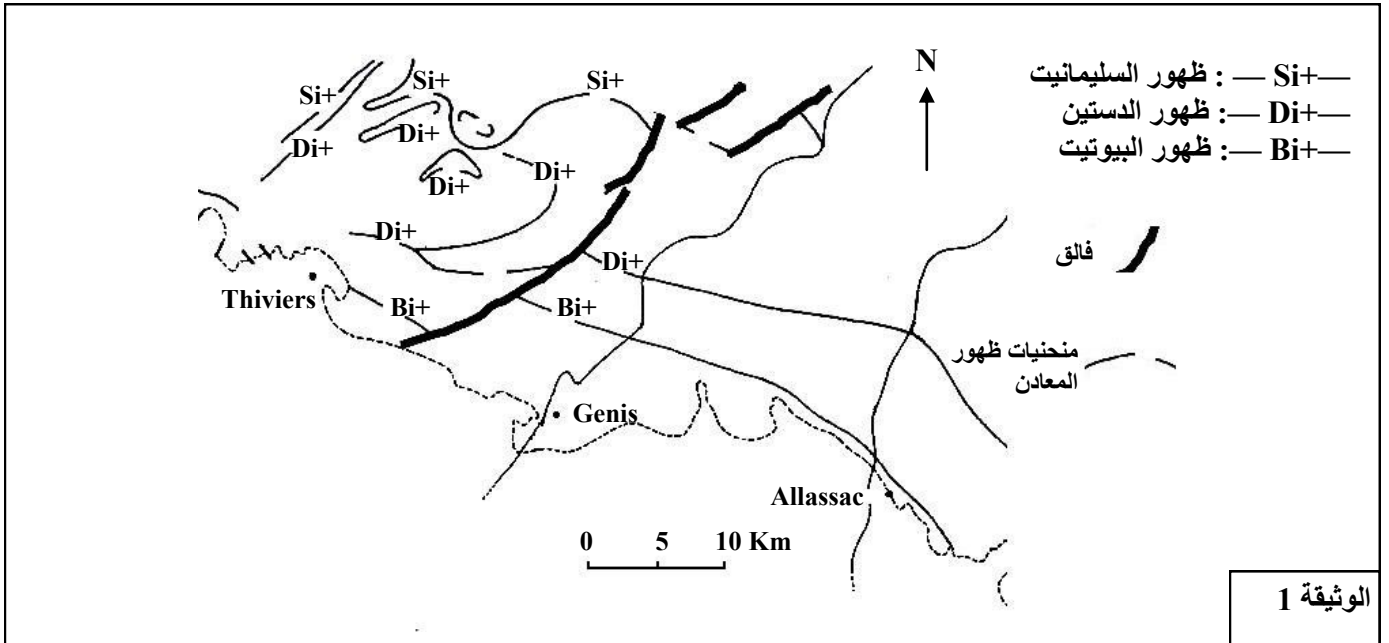 N
—Si+ — : ظهور السليمانيت
—Di+ —: ظهور الدستين
—Bi+ —: ظهور البيوتيت
Si+
Si+
Si+
Di+
Di+
Di+
Di+
Di+
Di+
فالق
Thiviers
Bi+
Bi+
منحنيات ظهور
المعادن
Genis
Allassac
0 5 10 Km
الوثيقة 1